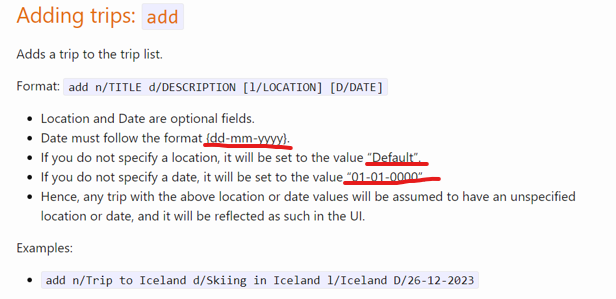 Adding trips: add
Adds a trip to the trip list.
Format: add n/TITLE d/DESCRIPTION [l/LOCATION] [D/DATE]
• Location and Date are optional fields.
• Date must follow the format {dd-mm-yyyy}.
• If you do not specify a location, it will be set to the value “Default”.
• If you do not specify a date, it will be set to the value “01-01-0000”
• Hence, any trip with the above location or date values will be assumed to have an unspecified
location or date, and it will be reflected as such in the UI.
Examples:
• add n/Trip to Iceland d/Skiing in Iceland l/Iceland D/26-12-2023